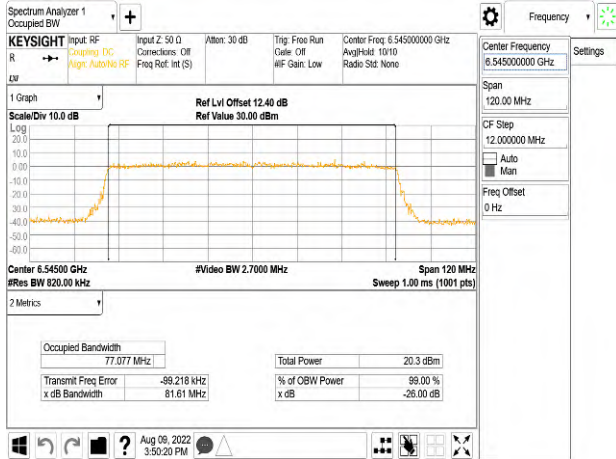 Spectrum Analyzer 1
Occupied BW
+
Frequency
KEYSIGHT
R
Input: RF
Coupling: DC
Align: Auto/No RF
Input Z: 50 Ω
Corrections: Off
Freq Ref: Int (S)
Atten: 30 dB
Trig: Free Run
Gate: Off
#IF Gain: Low
Center Freq: 6.545000000 GHz
Avg|Hold: 10/10
Radio Std: None
Center Frequency
6.545000000 GHz
Settings
Span
120.00 MHz
CF Step
12.000000 MHz
Auto
Man
Freq Offset
0 Hz
1 Graph
Scale/Div 10.0 dB
Ref Lvl Offset 12.40 dB
Ref Value 30.00 dBm
Log
20.0
10.0
0.00
-10.0
-20.0
-30.0
-40.0
-50.0
-60.0
Center 6.54500 GHz
#Res BW 820.00 kHz
#Video BW 2.7000 MHz
Span 120 MHz
Sweep 1.00 ms (1001 pts)
2 Metrics
Occupied Bandwidth
77.077 MHz
Total Power 20.3 dBm
Transmit Freq Error -99.218 kHz
% of OBW Power 99.00 %
x dB Bandwidth 81.61 MHz
x dB -26.00 dB
?
Aug 09, 2022
3:50:20 PM